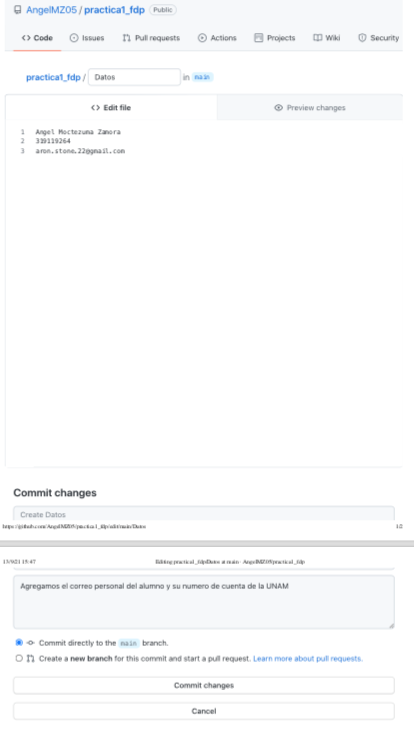 AngelMZ05 / practica1_fdp Public
Code Issues Pull requests Actions Projects Wiki Security
practica1_fdp / Datos in main
Edit file Preview changes
1 Angel Moctezuma Zamora
2 319119264
3 aron.stone.22@gmail.com
Commit changes
Create Datos
https://github.com/AngelMZ05/practica1_fdp/edit/main/Datos 1/2
13/9/21 15:47 Editing practica1_fdp/Datos at main · AngelMZ05/practica1_fdp
Agregamos el correo personal del alumno y su numero de cuenta de la UNAM
Commit directly to the main branch.
Create a new branch for this commit and start a pull request. Learn more about pull requests.
Commit changes
Cancel